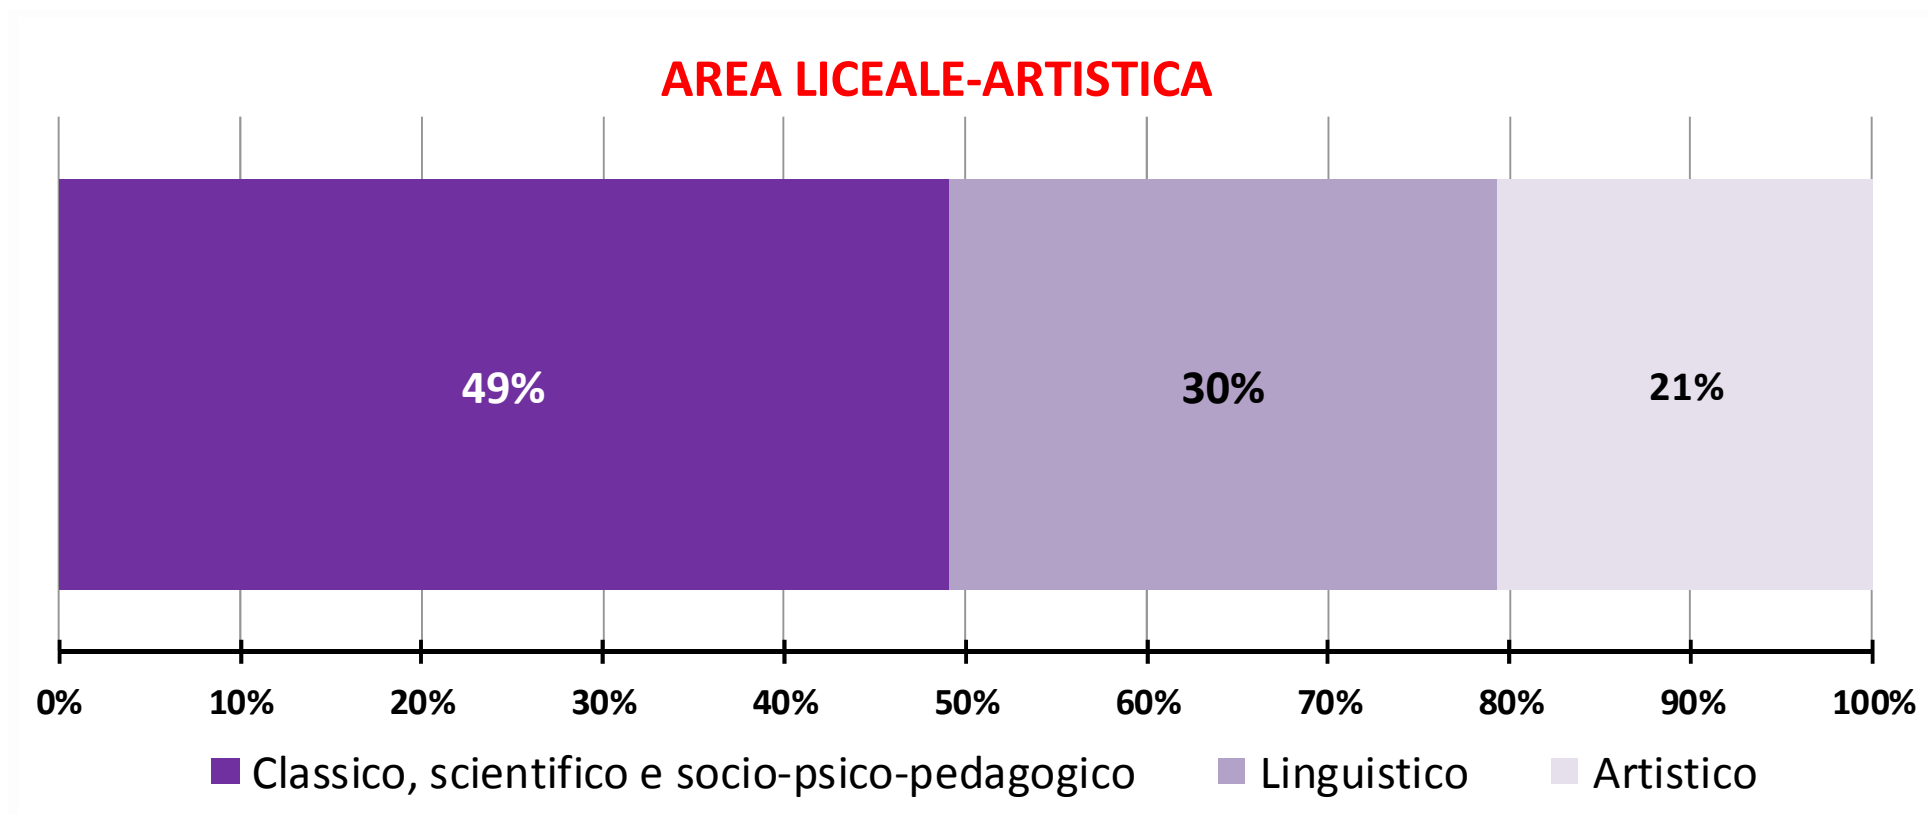 AREA LICEALE-ARTISTICA
49% 30% 21%
0% 10% 20% 30% 40% 50% 60% 70% 80% 90% 100%
Classico, scientifico e socio-psico-pedagogico Linguistico Artistico